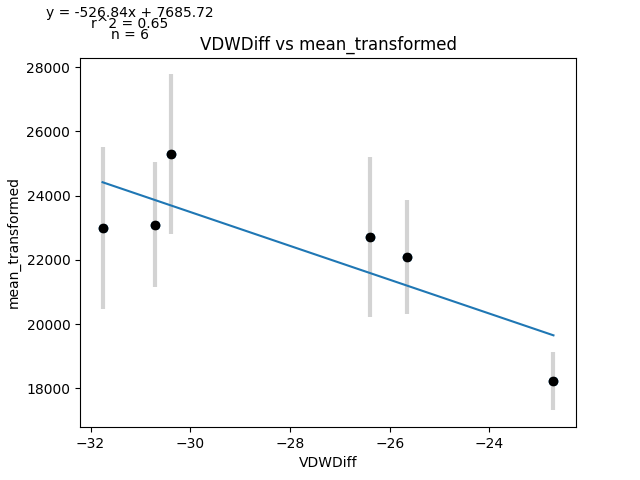 y = -526.84x + 7685.72
r^2 = 0.65
n = 6
VDWDiff vs mean_transformed
28000
26000
24000
22000
20000
18000
mean_transformed
−32
−30
−28
−26
−24
VDWDiff